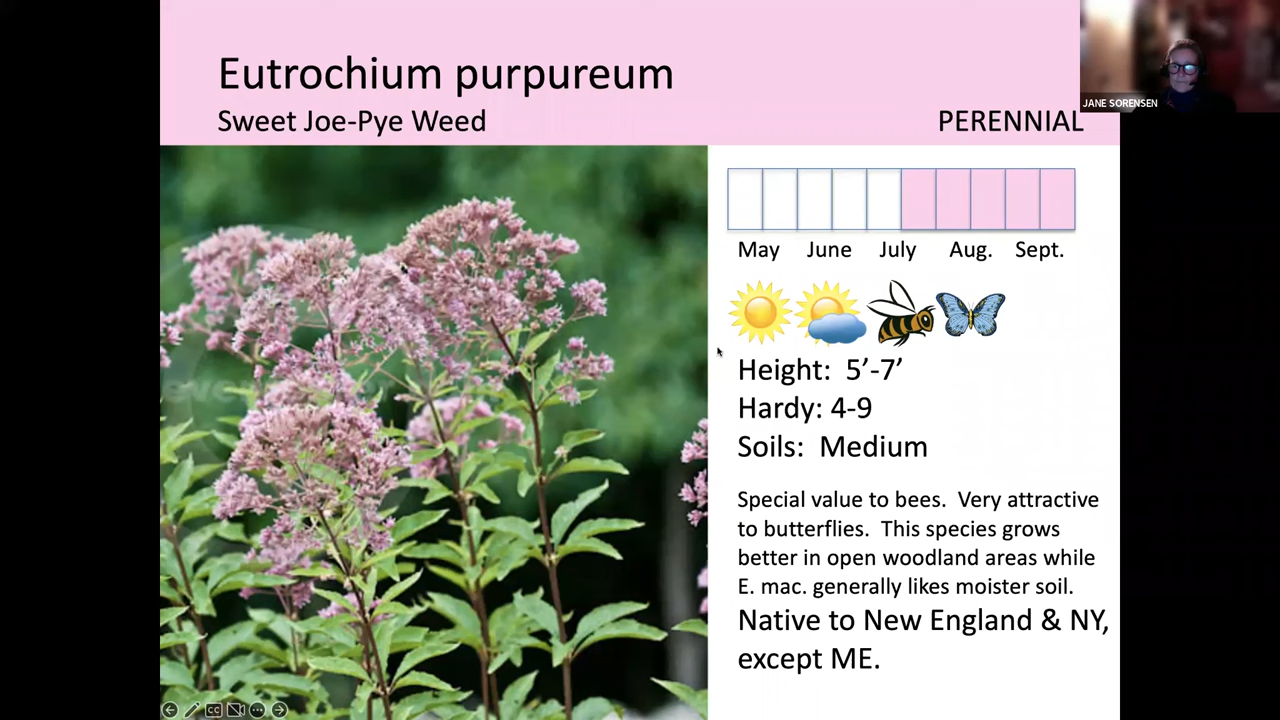 Eutrochium purpureum
Sweet Joe-Pye Weed
PERENNIAL
JANE SORENSEN
May June July Aug. Sept.
Height: 5’-7’
Hardy: 4-9
Soils: Medium
Special value to bees. Very attractive
to butterflies. This species grows
better in open woodland areas while
E. mac. generally likes moister soil.
Native to New England & NY,
except ME.
CC